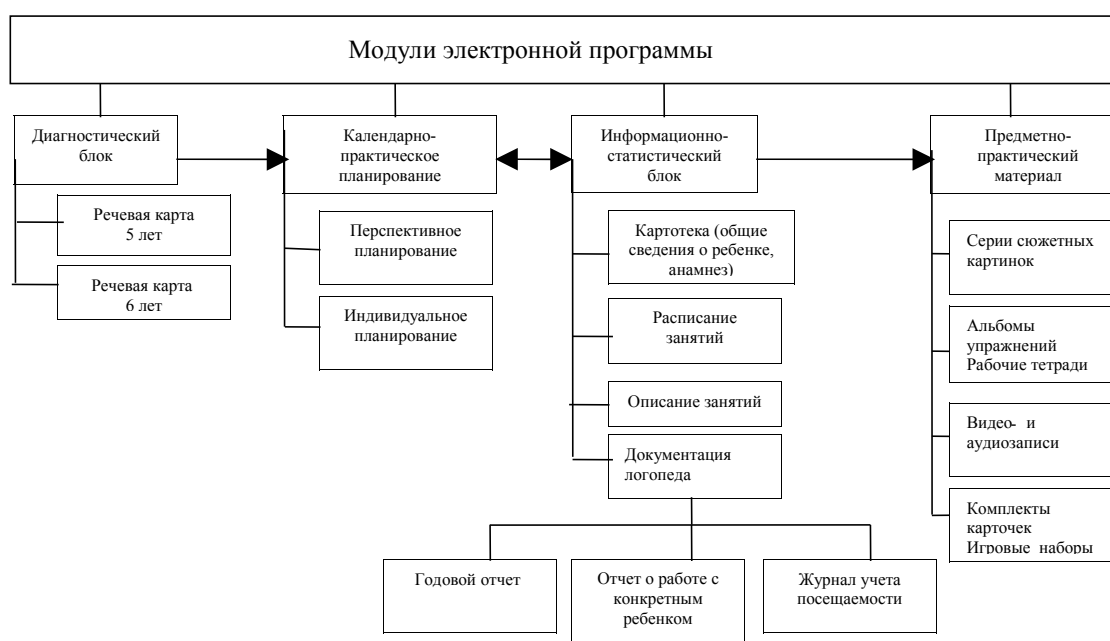 Модули электронной программы
Диагностический
блок
Речевая карта
5 лет
Речевая карта
6 лет
Календарно-
практическое
планирование
Перспективное
планирование
Индивидуальное
планирование
Информационно-
статистический
блок
Картотека (общие
сведения о ребенке,
анамнез)
Расписание
занятий
Описание занятий
Документация
логопеда
Годовой отчет
Отчет о работе с
конкретным
ребенком
Журнал учета
посещаемости
Предметно-
практический
материал
Серии сюжетных
картинок
Альбомы
упражнений
Рабочие тетради
Видео- и
аудиозаписи
Комплекты
карточек
Игровые наборы